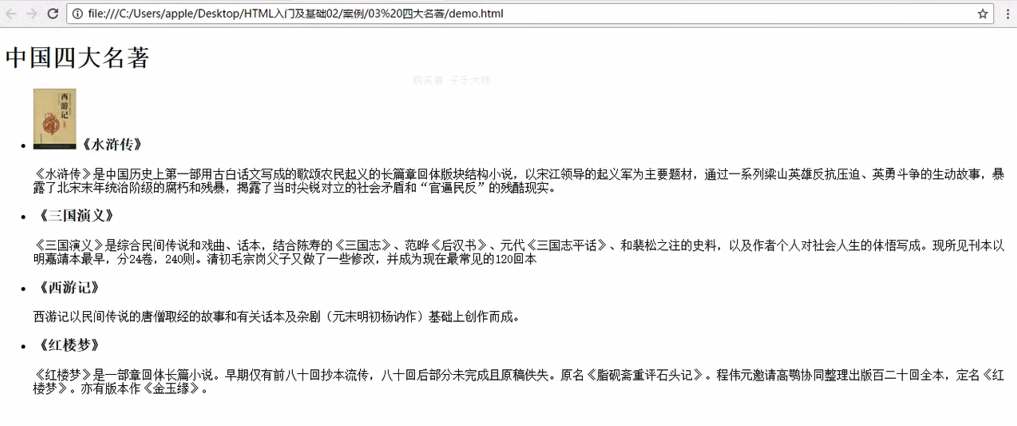 file:///C:/Users/apple/Desktop/HTML入门及基础02/案例/03%20四大名著/demo.html
中国四大名著
购买者 子乐大师
西游记
《水浒传》
《水浒传》是中国历史上第一部用古白话文写成的歌颂农民起义的长篇章回体版块结构小说，以宋江领导的起义军为主要题材，通过一系列梁山英雄反抗压迫、英勇斗争的生动故事，暴
露了北宋末年统治阶级的腐朽和残暴，揭露了当时尖锐对立的社会矛盾和“官逼民反”的残酷现实。
《三国演义》
《三国演义》是综合民间传说和戏曲、话本，结合陈寿的《三国志》、范晔《后汉书》、元代《三国志平话》、和裴松之注的史料，以及作者个人对社会人生的体悟写成。现所见刊本以
明嘉靖本最早，分24卷，240则。清初毛宗岗父子又做了一些修改，并成为现在最常见的120回本
《西游记》
西游记以民间传说的唐僧取经的故事和有关话本及杂剧（元末明初杨讷作）基础上创作而成。
《红楼梦》
《红楼梦》是一部章回体长篇小说。早期仅有前八十回抄本流传，八十回后部分未完成且原稿佚失。原名《脂砚斋重评石头记》。程伟元邀请高鹗协同整理出版百二十回全本，定名《红
楼梦》。亦有版本作《金玉缘》。